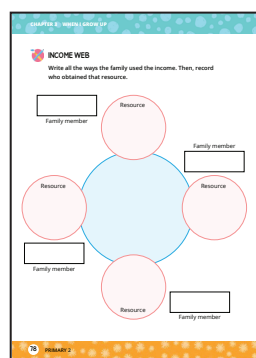 CHAPTER 8 | WHEN I GROW UP
INCOME WEB
Write all the ways the family used the income. Then, record
who obtained that resource.
Resource
Family member
Family member
Resource
Resource
Family member
Resource
Family member
78 PRIMARY 2